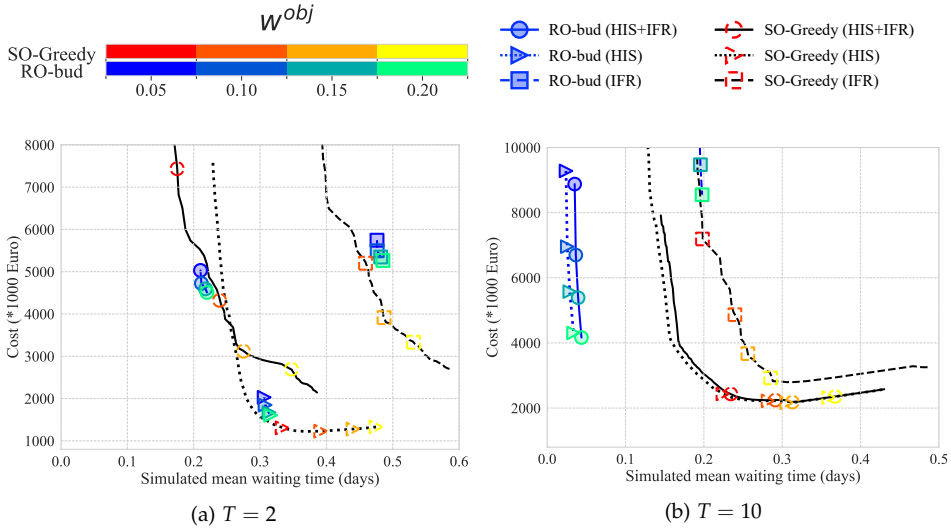 w^obj
SO-Greedy
RO-bud
0.05 0.10 0.15 0.20
RO-bud (HIS+IFR) SO-Greedy (HIS+IFR)
RO-bud (HIS) SO-Greedy (HIS)
RO-bud (IFR) SO-Greedy (IFR)
Cost (*1000 Euro)
8000
7000
6000
5000
4000
3000
2000
1000
0.0 0.1 0.2 0.3 0.4 0.5 0.6
Simulated mean waiting time (days)
(a) T = 2
Cost (*1000 Euro)
10000
8000
6000
4000
2000
0.0 0.1 0.2 0.3 0.4 0.5
Simulated mean waiting time (days)
(b) T = 10